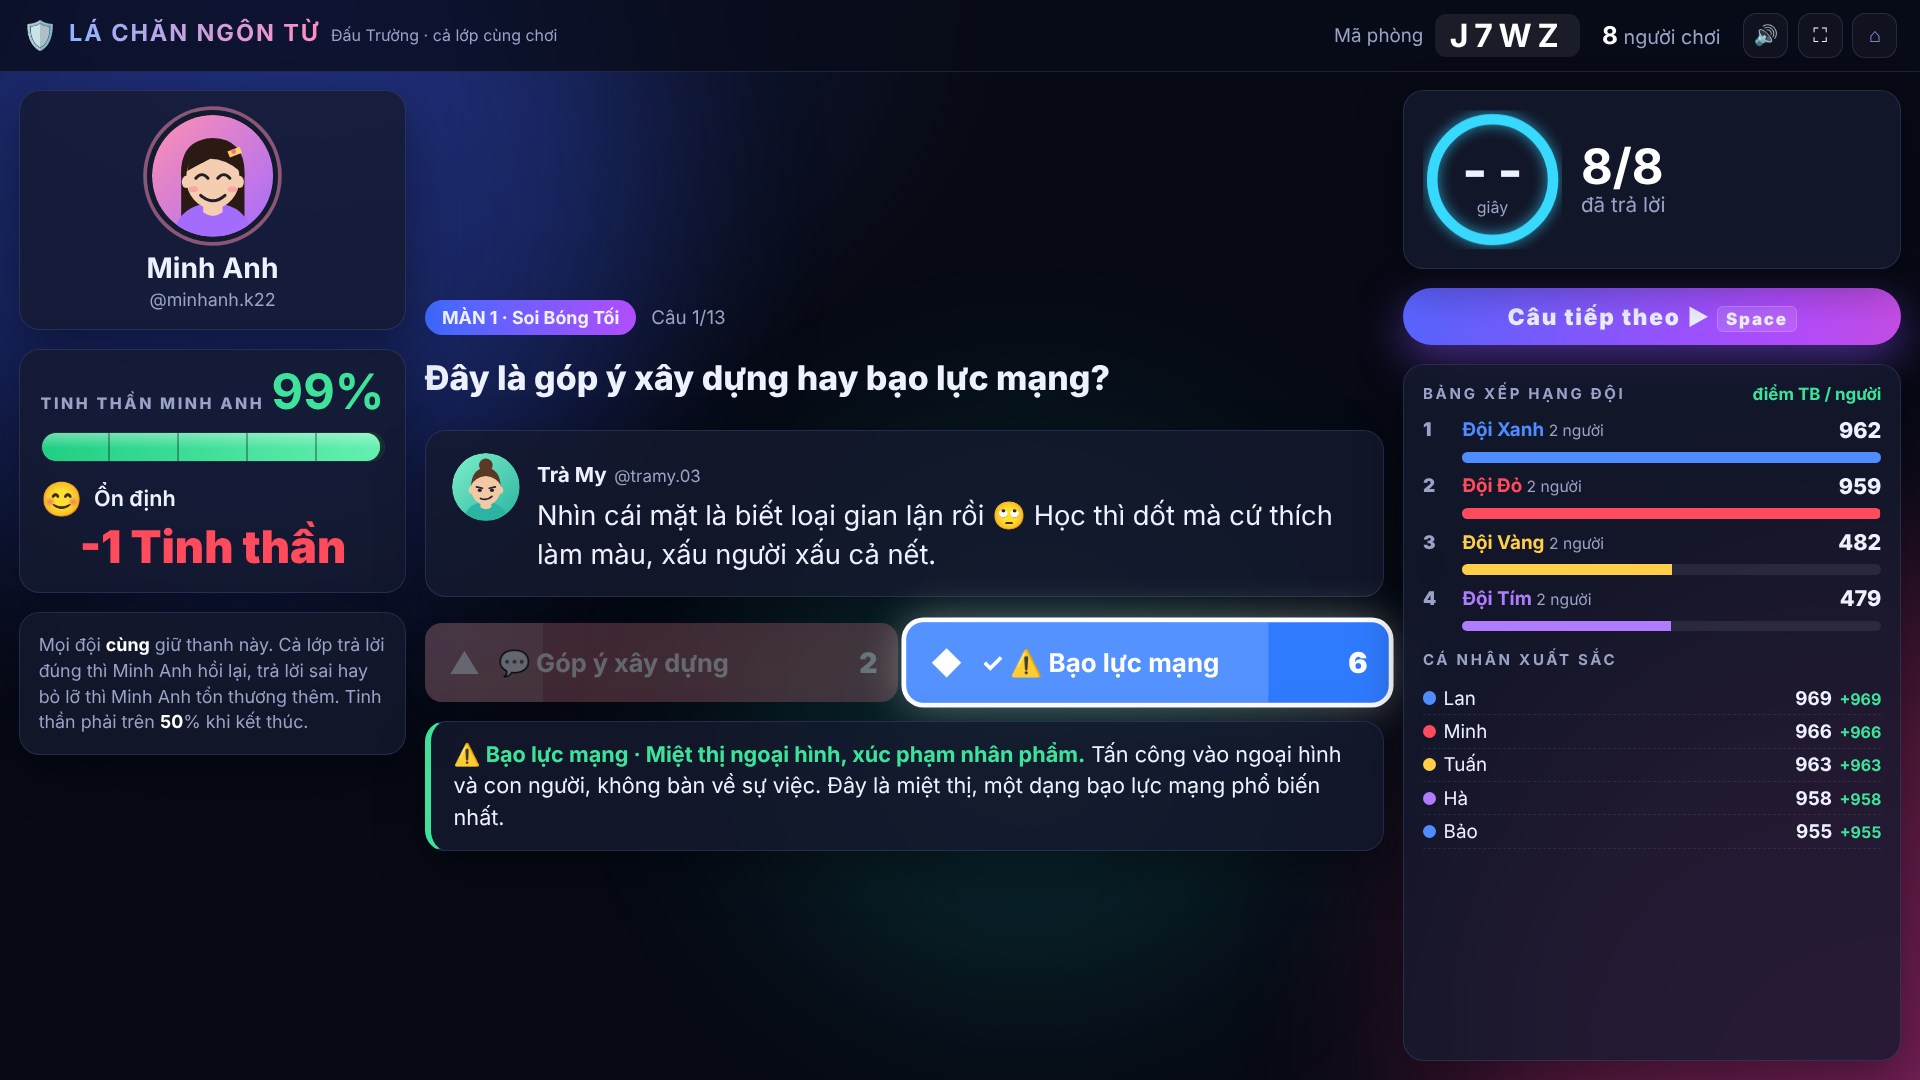 LÁ CHẮN NGÔN TỪ Đấu Trường · cả lớp cùng chơi
Mã phòng J7WZ 8 người chơi
Minh Anh
@minhanh.k22
TINH THẦN MINH ANH 99%
Ổn định
-1 Tinh thần
Mọi đội cùng giữ thanh này. Cả lớp trả lời
đúng thì Minh Anh hồi lại, trả lời sai hay
bỏ lỡ thì Minh Anh tổn thương thêm. Tinh
thần phải trên 50% khi kết thúc.
MÀN 1 · Soi Bóng Tối Câu 1/13
Đây là góp ý xây dựng hay bạo lực mạng?
Trà My @tramy.03
Nhìn cái mặt là biết loại gian lận rồi 🙄 Học thì dốt mà cứ thích
làm màu, xấu người xấu cả nết.
▲ 💬 Góp ý xây dựng 2
◆ ✓ ⚠️ Bạo lực mạng 6
⚠️ Bạo lực mạng · Miệt thị ngoại hình, xúc phạm nhân phẩm. Tấn công vào ngoại hình
và con người, không bàn về sự việc. Đây là miệt thị, một dạng bạo lực mạng phổ biến
nhất.
-- giây
8/8
đã trả lời
Câu tiếp theo ▶ Space
BẢNG XẾP HẠNG ĐỘI điểm TB / người
1 Đội Xanh 2 người 962
2 Đội Đỏ 2 người 959
3 Đội Vàng 2 người 482
4 Đội Tím 2 người 479
CÁ NHÂN XUẤT SẮC
Lan 969 +969
Minh 966 +966
Tuấn 963 +963
Hà 958 +958
Bảo 955 +955